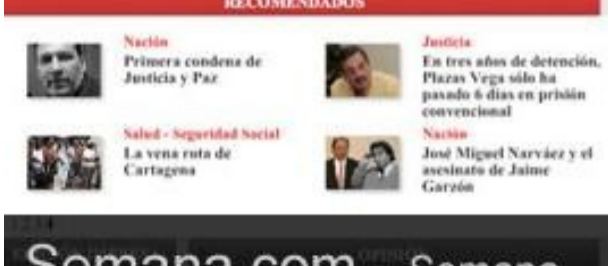 RECOMENDADOS
Nación
Primera condena de
Justicia y Paz
Justicia
En tres años de detención,
Plazas Vega sólo ha
pasado 6 días en prisión
convencional
Salud - Seguridad Social
La vena rota de
Cartagena
Nación
José Miguel Narváez y el
asesinato de Jaime
Garzón
OPINIÓN
Semana.com
Semana